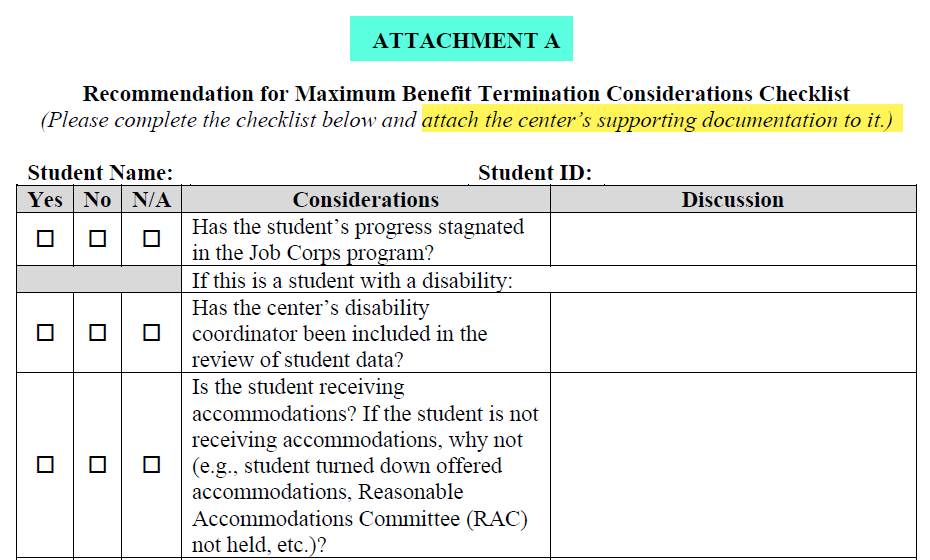 ATTACHMENT A
Recommendation for Maximum Benefit Termination Considerations Checklist
(Please complete the checklist below and attach the center's supporting documentation to it.)
Student Name: Student ID:
Yes No N/A Considerations Discussion
☐ ☐ ☐ Has the student's progress stagnated
in the Job Corps program?
If this is a student with a disability:
Has the center's disability
☐ ☐ ☐ coordinator been included in the
review of student data?
Is the student receiving
accommodations? If the student is not
receiving accommodations, why not
☐ ☐ ☐ (e.g., student turned down offered
accommodations, Reasonable
Accommodations Committee (RAC)
not held, etc.)?